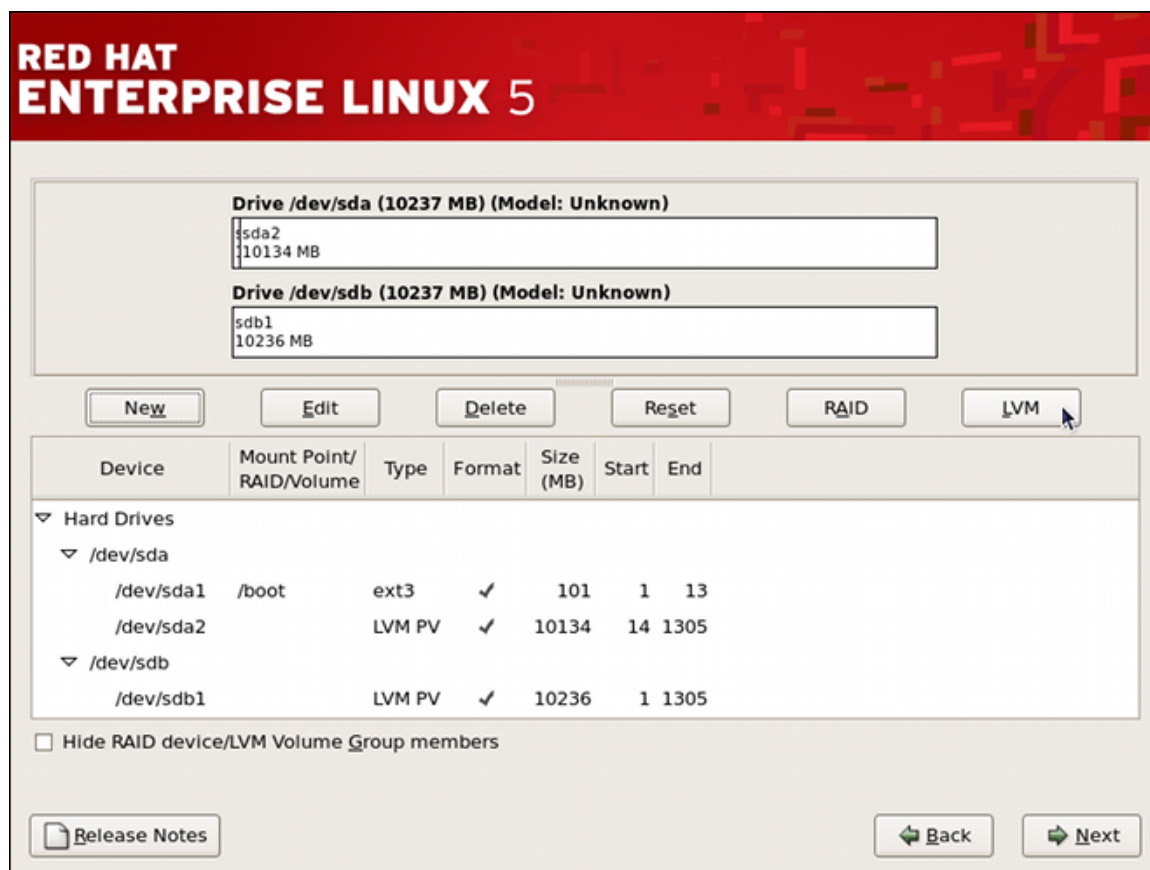 RED HAT
ENTERPRISE LINUX 5
Drive /dev/sda (10237 MB) (Model: Unknown)
sda2
10134 MB
Drive /dev/sdb (10237 MB) (Model: Unknown)
sdb1
10236 MB
New Edit Delete Reset RAID LVM
Device Mount Point/ RAID/Volume Type Format Size (MB) Start End
Hard Drives
/dev/sda
/dev/sda1 /boot ext3 ✓ 101 1 13
/dev/sda2 LVM PV ✓ 10134 14 1305
/dev/sdb
/dev/sdb1 LVM PV ✓ 10236 1 1305
Hide RAID device/LVM Volume Group members
Release Notes Back Next